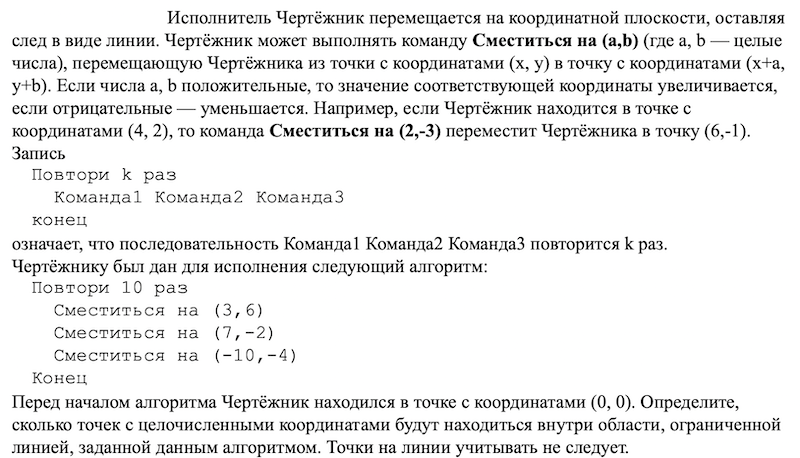 Исполнитель Чертёжник перемещается на координатной плоскости, оставляя
след в виде линии. Чертёжник может выполнять команду Сместиться на (a,b) (где a, b — целые
числа), перемещающую Чертёжника из точки с координатами (x, y) в точку с координатами (x+a,
y+b). Если числа a, b положительные, то значение соответствующей координаты увеличивается,
если отрицательные — уменьшается. Например, если Чертёжник находится в точке с
координатами (4, 2), то команда Сместиться на (2,-3) переместит Чертёжника в точку (6,-1).
Запись
Повтори k раз
Команда1 Команда2 Команда3
конец
означает, что последовательность Команда1 Команда2 Команда3 повторится k раз.
Чертёжнику был дан для исполнения следующий алгоритм:
Повтори 10 раз
Сместиться на (3,6)
Сместиться на (7,-2)
Сместиться на (-10,-4)
Конец
Перед началом алгоритма Чертёжник находился в точке с координатами (0, 0). Определите,
сколько точек с целочисленными координатами будут находиться внутри области, ограниченной
линией, заданной данным алгоритмом. Точки на линии учитывать не следует.